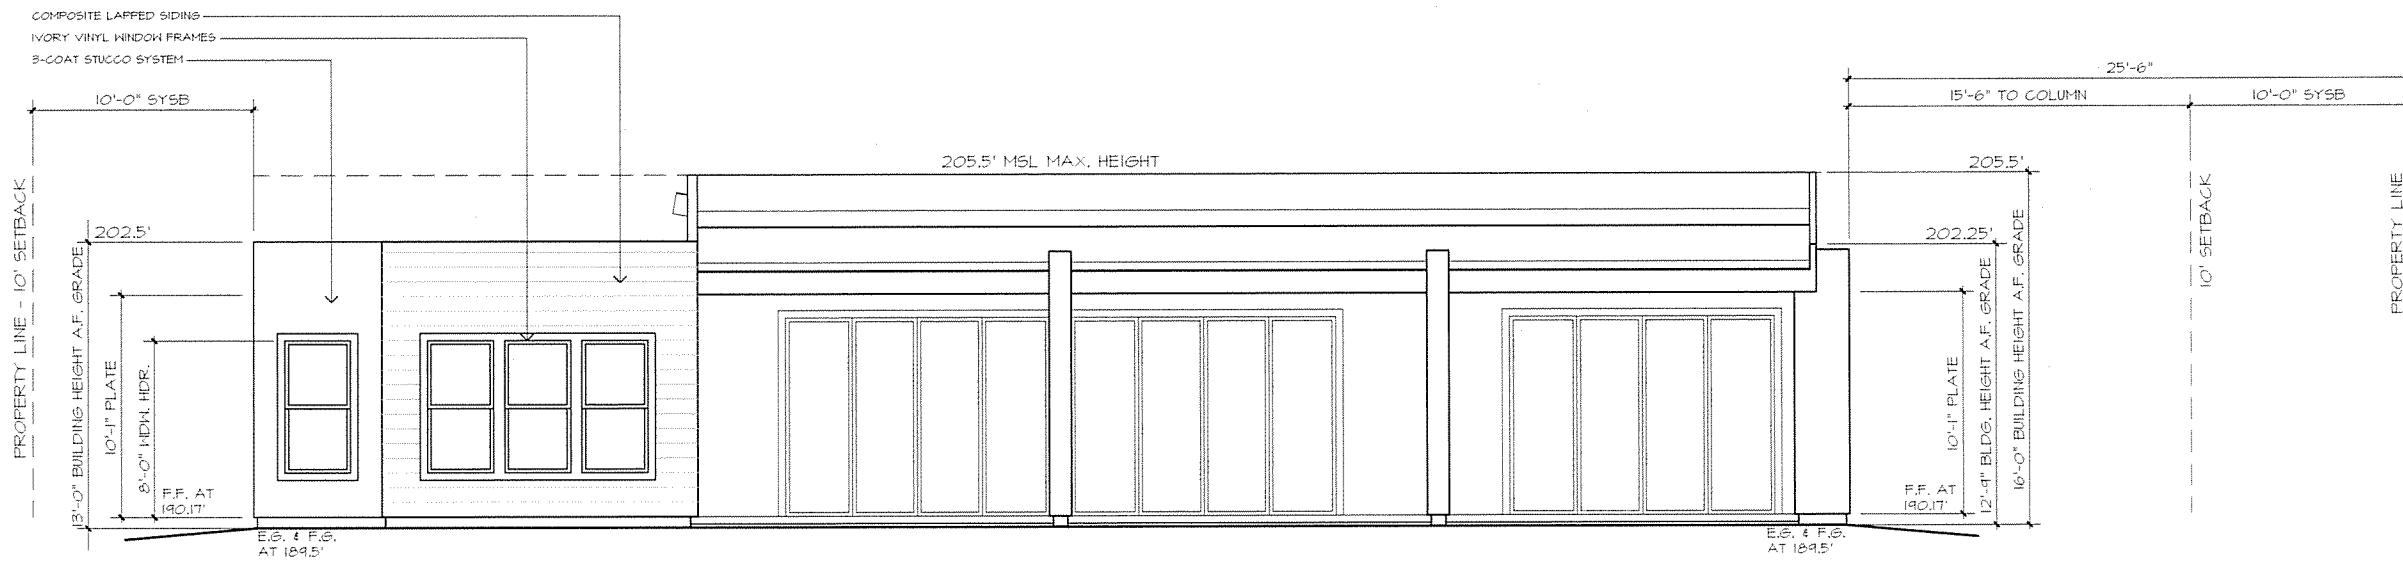 COMPOSITE LAPPED SIDING
IVORY VINYL WINDOW FRAMES
3-COAT STUCCO SYSTEM
10'-0" SYSB
25'-6"
15'-6" TO COLUMN
10'-0" SYSB
205.5' MSL MAX. HEIGHT
205.5'
202.5'
202.25'
PROPERTY LINE - 10' SETBACK
13'-0" BUILDING HEIGHT A.F. GRADE
10'-1" PLATE
8'-0" WDW. HDR.
F.F. AT
190.17'
E.G. & F.G.
AT 189.5'
F.F. AT
190.17'
E.G. & F.G.
AT 189.5'
10'-1" PLATE
12'-9" BLDG. HEIGHT A.F. GRADE
16'-0" BUILDING HEIGHT A.F. GRADE
10' SETBACK
PROPERTY LINE